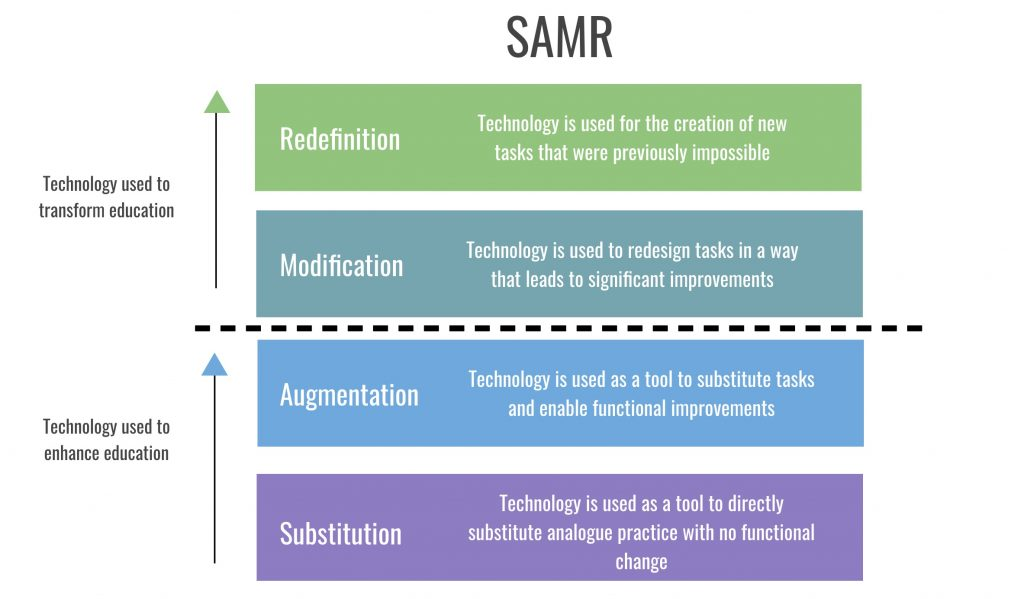 SAMR
Redefinition
Technology is used for the creation of new
tasks that were previously impossible
Technology used to
transform education
Modification
Technology is used to redesign tasks in a way
that leads to significant improvements
Augmentation
Technology is used as a tool to substitute tasks
and enable functional improvements
Technology used to
enhance education
Substitution
Technology is used as a tool to directly
substitute analogue practice with no functional
change